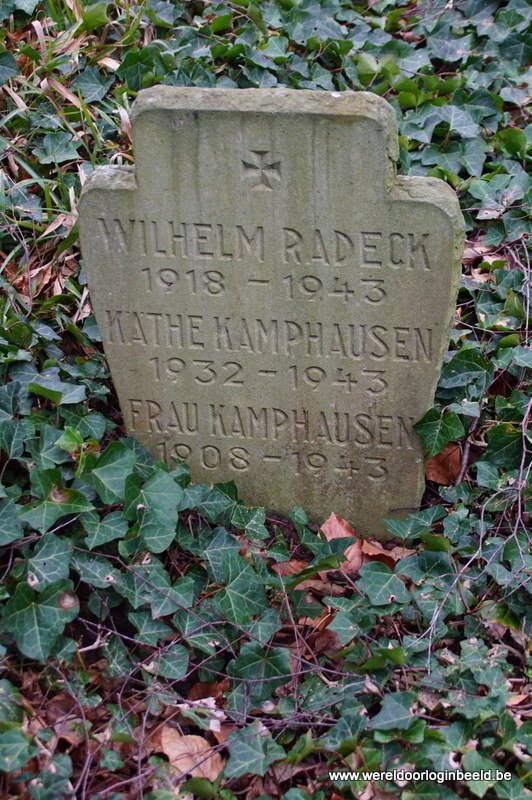 WILHELM RADECK
1918 - 1943
KATHE KAMPHAUSEN
1932 - 1943
FRAU KAMPHAUSEN
1908 - 1943
www.wereldoorloginbeeld.be